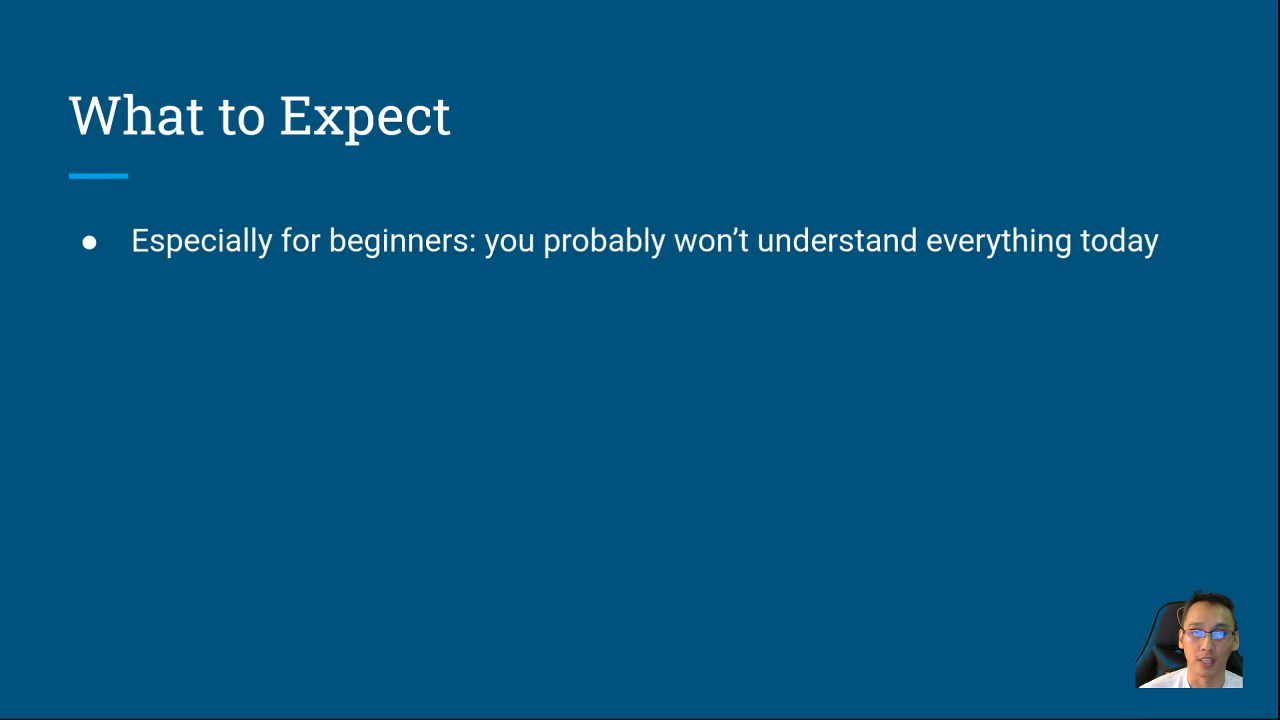 What to Expect
● Especially for beginners: you probably won’t understand everything today